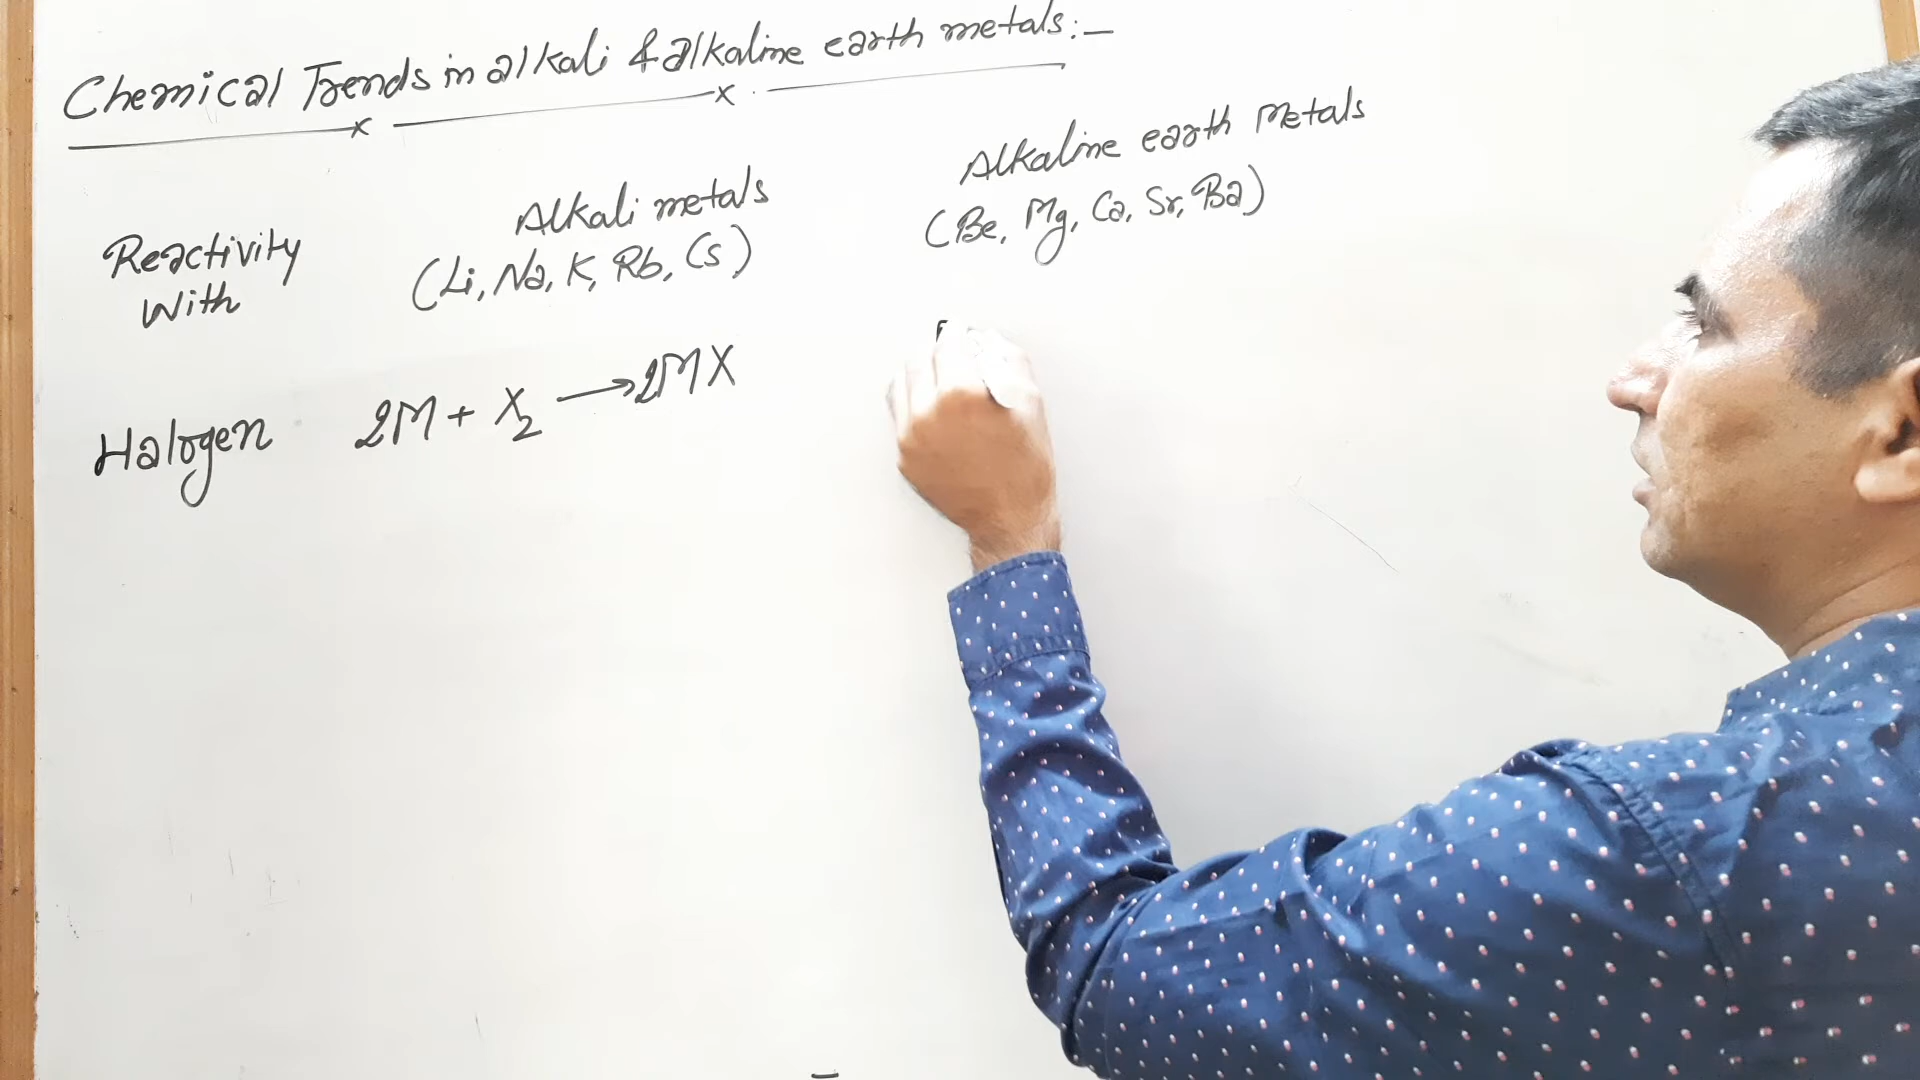 Chemical Trends in alkali & alkaline earth metals:-
Alkaline earth Metals
(Be, Mg, Ca, Sr, Ba)
Alkali metals
(Li, Na, K, Rb, Cs)
Reactivity
With
Halogen 2M + X₂ → 2MX